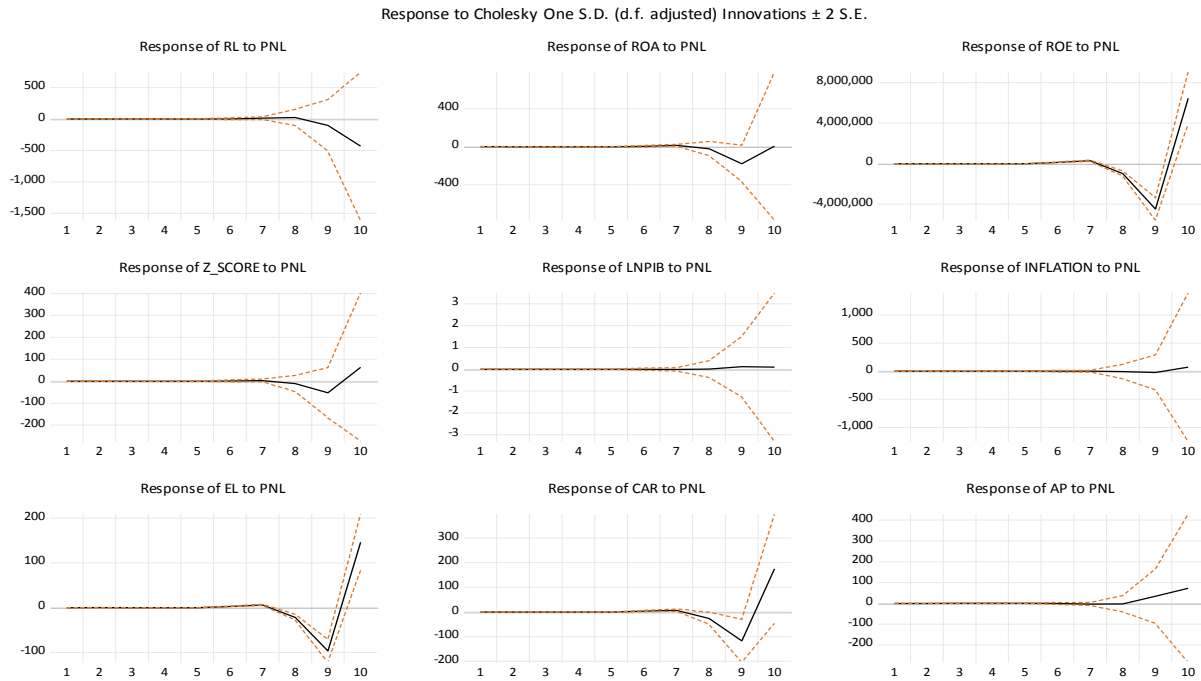 Response to Cholesky One S.D. (d.f. adjusted) Innovations ± 2 S.E.
Response of RL to PNL
500
0
-500
-1,000
-1,500
1 2 3 4 5 6 7 8 9 10
Response of ROA to PNL
400
0
-400
1 2 3 4 5 6 7 8 9 10
Response of ROE to PNL
8,000,000
4,000,000
0
-4,000,000
1 2 3 4 5 6 7 8 9 10
Response of Z_SCORE to PNL
400
300
200
100
0
-100
-200
1 2 3 4 5 6 7 8 9 10
Response of LNPIB to PNL
3
2
1
0
-1
-2
-3
1 2 3 4 5 6 7 8 9 10
Response of INFLATION to PNL
1,000
500
0
-500
-1,000
1 2 3 4 5 6 7 8 9 10
Response of EL to PNL
200
100
0
-100
1 2 3 4 5 6 7 8 9 10
Response of CAR to PNL
300
200
100
0
-100
-200
1 2 3 4 5 6 7 8 9 10
Response of AP to PNL
400
300
200
100
0
-100
-200
1 2 3 4 5 6 7 8 9 10